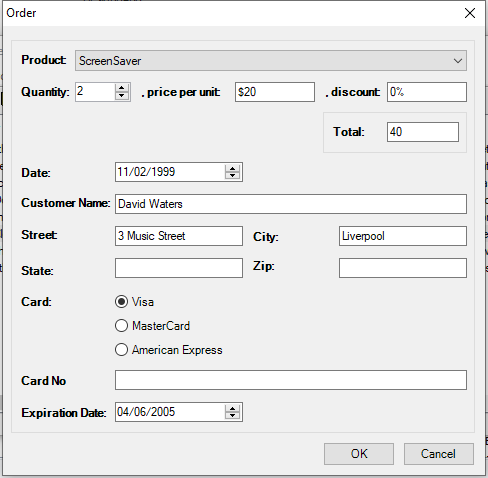 Order
Product: ScreenSaver
Quantity: 2 , price per unit: $20 , discount: 0%
Total: 40
Date: 11/02/1999
Customer Name: David Waters
Street: 3 Music Street City: Liverpool
State: Zip:
Card: Visa
MasterCard
American Express
Card No
Expiration Date: 04/06/2005
OK Cancel